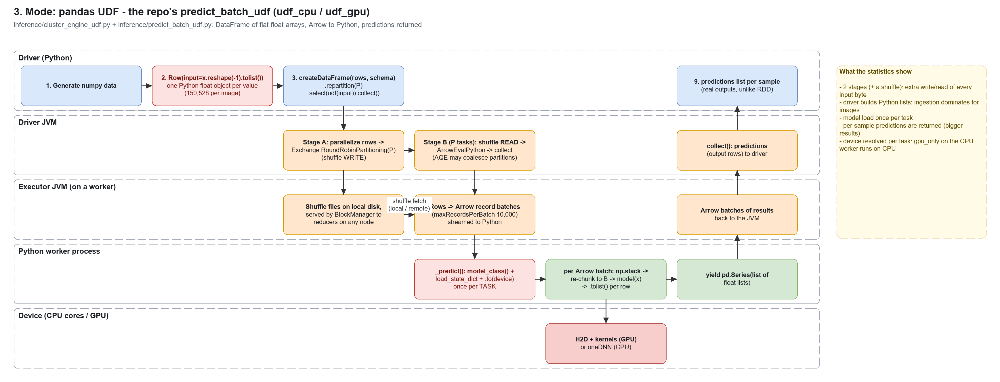 3. Mode: pandas UDF - the repo's predict_batch_udf (udf_cpu / udf_gpu)
inference/cluster_engine_udf.py + inference/predict_batch_udf.py: DataFrame of flat float arrays, Arrow to Python, predictions returned
Driver (Python)
1. Generate numpy data
2. Row(input=x.reshape(-1).tolist())
one Python float object per value
(150,528 per image)
3. createDataFrame(rows, schema)
.repartition(P)
.select(udf(input)).collect()
9. predictions list per sample
(real outputs, unlike RDD)
Driver JVM
Stage A: parallelize rows ->
Exchange RoundRobinPartitioning(P)
(shuffle WRITE)
Stage B (P tasks): shuffle READ ->
ArrowEvalPython -> collect
(AQE may coalesce partitions)
collect(): predictions
(output rows) to driver
Executor JVM (on a worker)
Shuffle files on local disk,
served by BlockManager to
reducers on any node
shuffle fetch
(local / remote)
Rows -> Arrow record batches
(maxRecordsPerBatch 10,000)
streamed to Python
Arrow batches of results
back to the JVM
Python worker process
_predict(): model_class() +
load_state_dict + .to(device)
once per TASK
per Arrow batch: np.stack ->
re-chunk to B -> model(x)
-> .tolist() per row
yield pd.Series(list of
float lists)
Device (CPU cores / GPU)
H2D + kernels (GPU)
or oneDNN (CPU)
What the statistics show
- 2 stages (+ a shuffle): extra write/read of every
input byte
- driver builds Python lists: ingestion dominates for
images
- model load once per task
- per-sample predictions are returned (bigger
results)
- device resolved per task: gpu_only on the CPU
worker runs on CPU